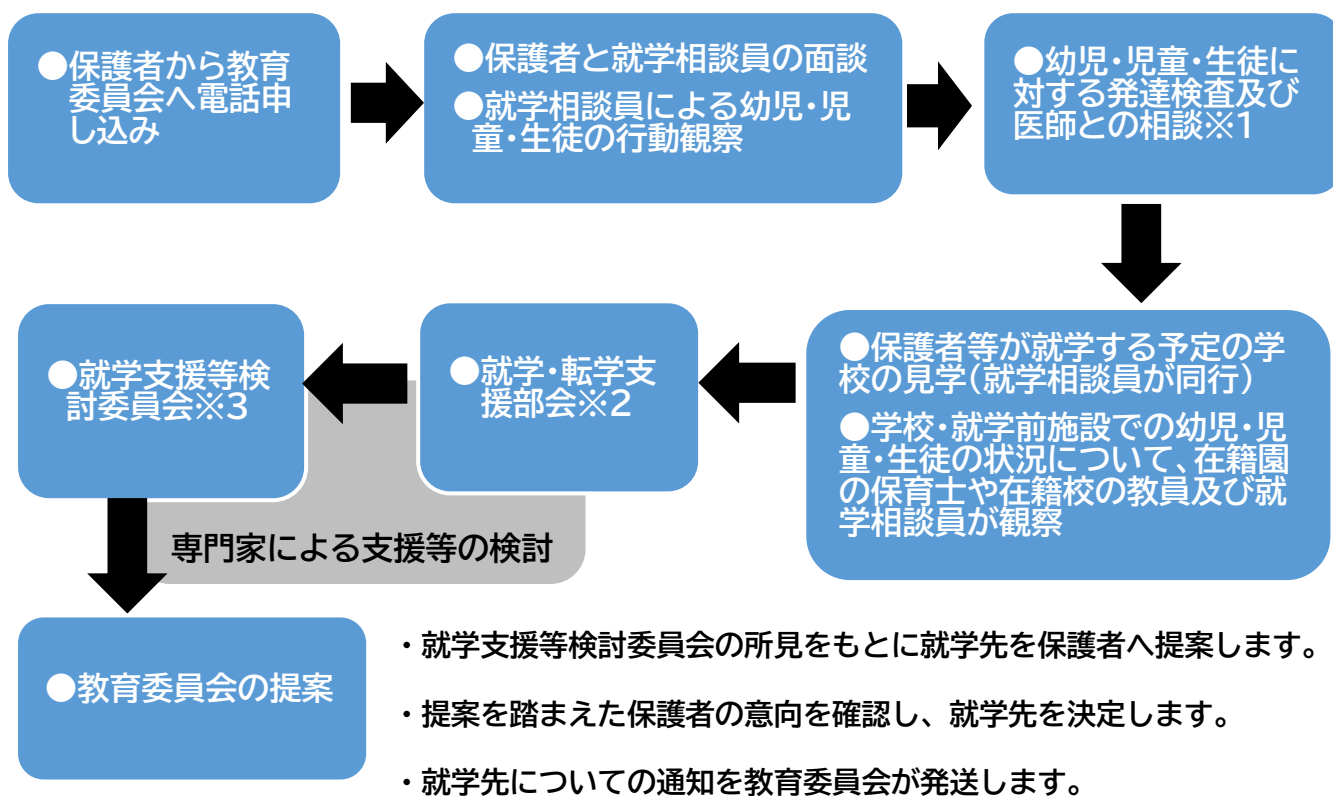 ●保護者から教育
委員会へ電話申
し込み
●保護者と就学相談員の面談
●就学相談員による幼児・児
童・生徒の行動観察
●幼児・児童・生徒に
対する発達検査及び
医師との相談※1
●保護者等が就学する予定の学
校の見学(就学相談員が同行)
●学校・就学前施設での幼児・児
童・生徒の状況について、在籍園
の保育士や在籍校の教員及び就
学相談員が観察
●就学・転学支
援部会※2
●就学支援等検
討委員会※3
専門家による支援等の検討
●教育委員会の提案
・就学支援等検討委員会の所見をもとに就学先を保護者へ提案します。
・提案を踏まえた保護者の意向を確認し、就学先を決定します。
・就学先についての通知を教育委員会が発送します。